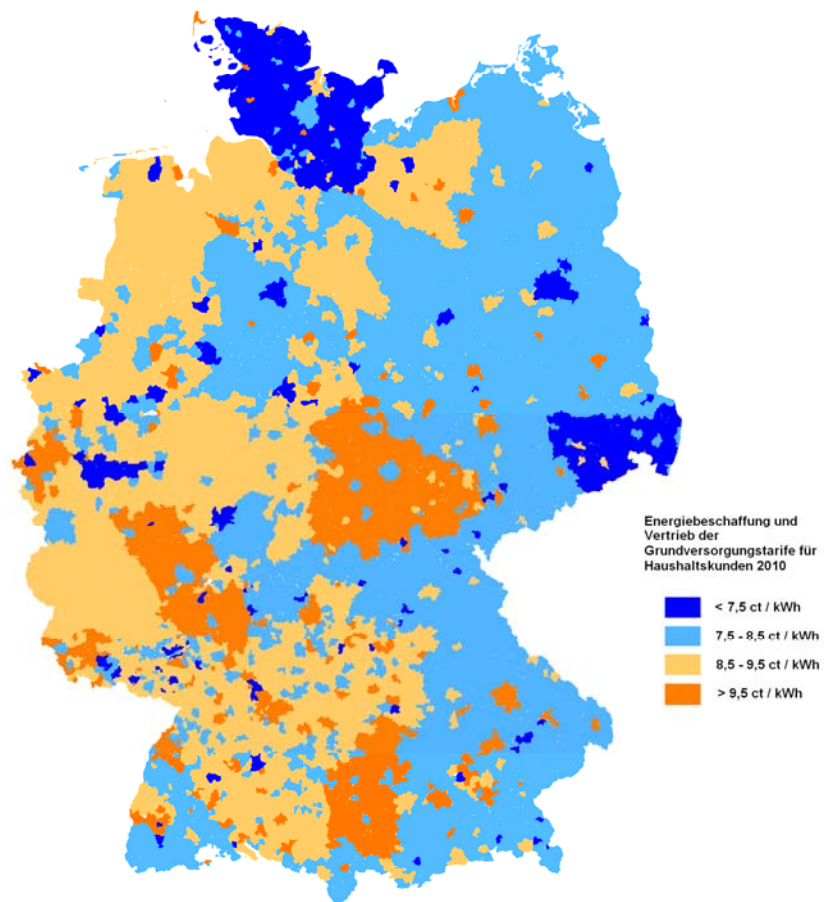 Energiebeschaffung und
Vertrieb der
Grundversorgungstarife für
Haushaltskunden 2010
< 7,5 ct / kWh
7,5 - 8,5 ct / kWh
8,5 - 9,5 ct / kWh
> 9,5 ct / kWh